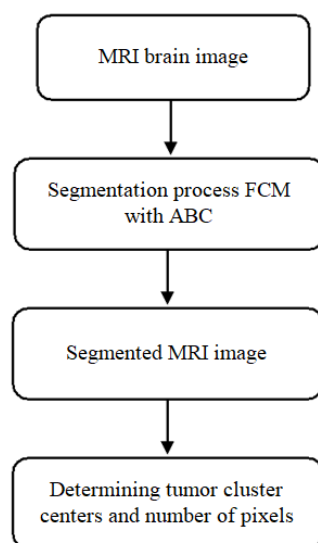 MRI brain image
Segmentation process FCM
with ABC
Segmented MRI image
Determining tumor cluster
centers and number of pixels